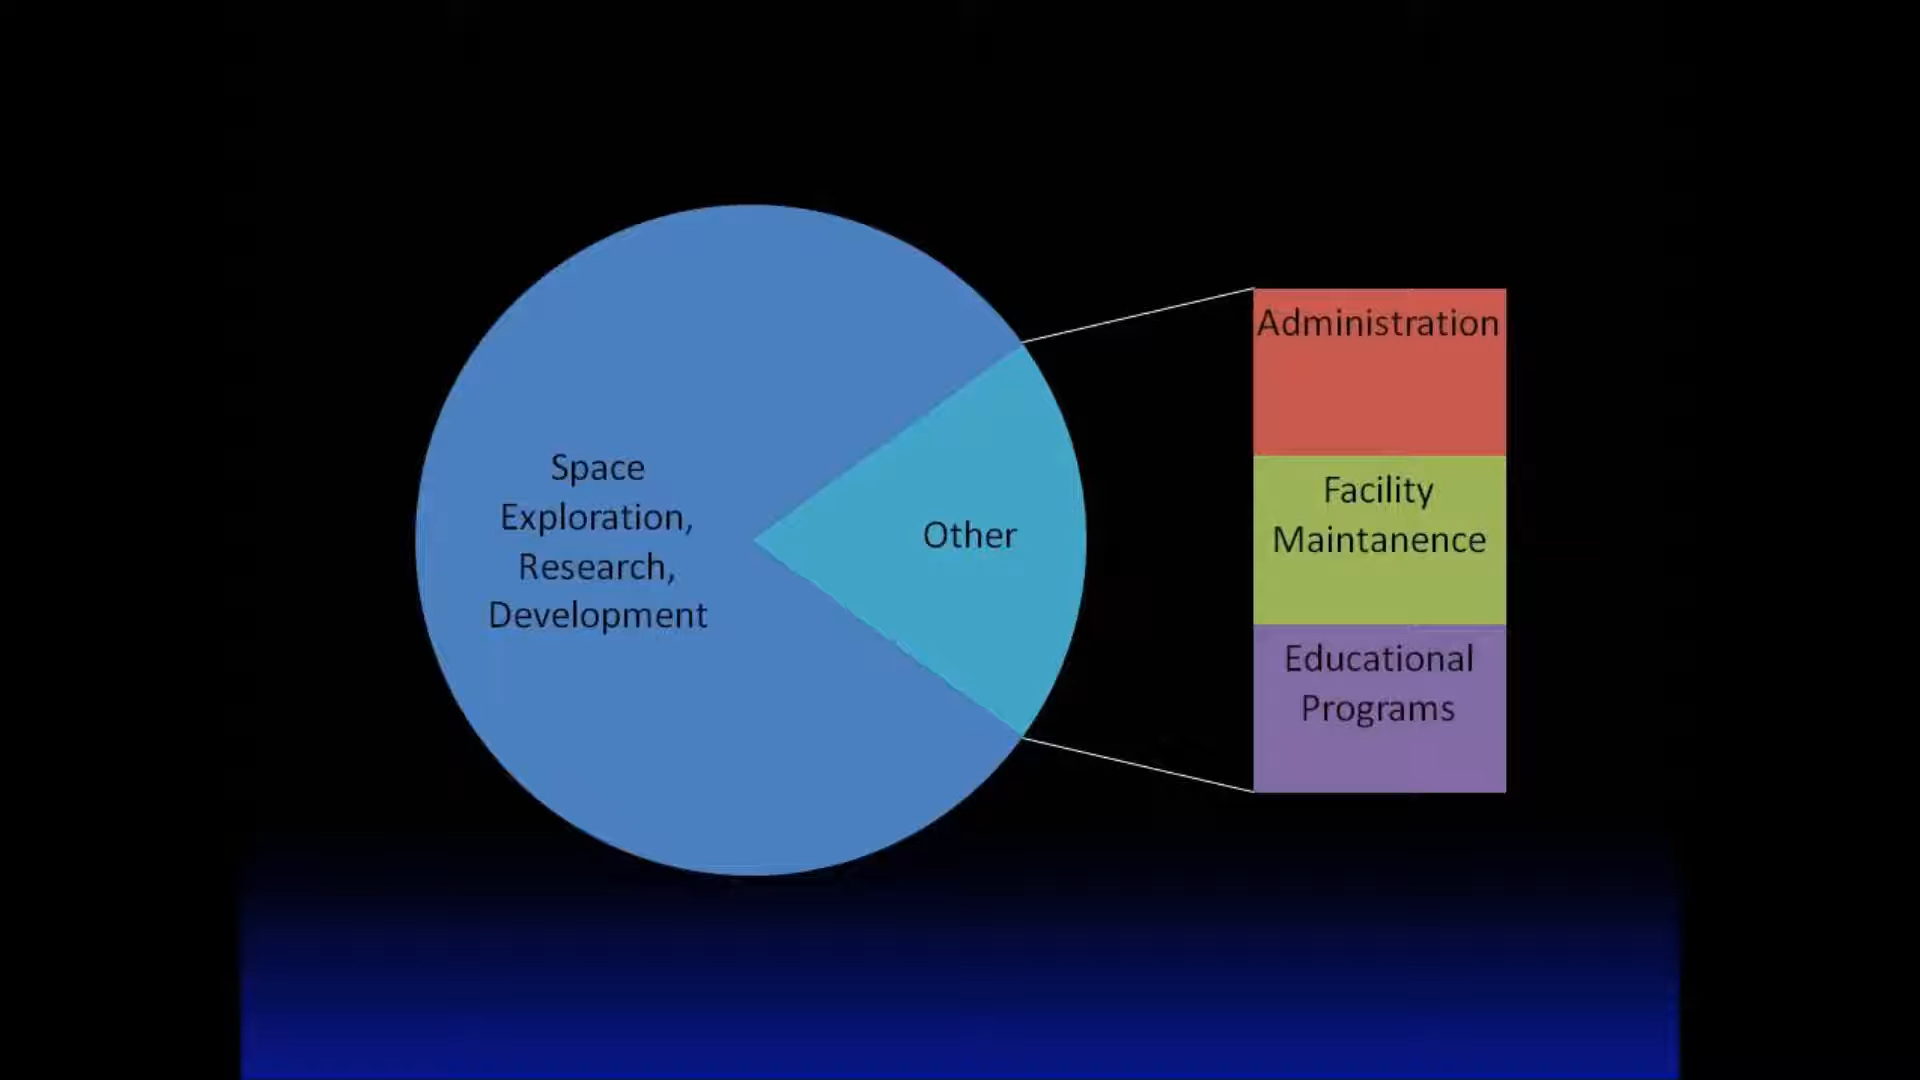 Space
Exploration,
Research,
Development
Other
Administration
Facility
Maintanence
Educational
Programs